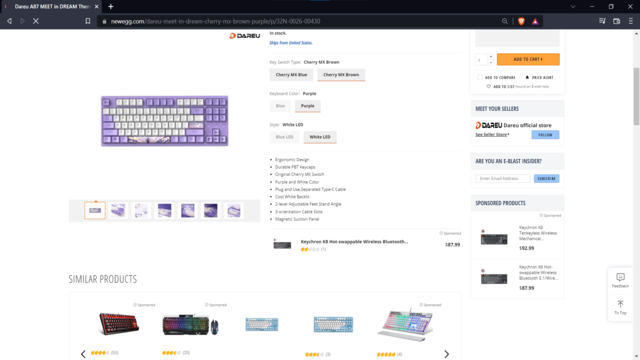 Dareu A87 MEET in DREAM Them
newegg.com/dareu-meet-in-dream-cherry-mx-brown-purple/p/32N-0026-00430
In stock.
DAREU
Ships from United States.
Key Switch Type: Cherry MX Brown
Cherry MX Blue
Cherry MX Brown
Keyboard Color: Purple
Blue
Purple
Style: White LED
Blue LED
White LED
Ergonomic Design
Durable PBT Keycaps
Original Cherry MX Switch
Purple and White Color
Plug and Use,Separated Type-C Cable
Cool White Backlit
2-level Adjustable Feet Stand Angle
3-orientation Cable Slots
Magnetic Suction Panel
Sponsored
Keychron K8 Hot-swappable Wireless Bluetooth...
(1)
$87.99
1
ADD TO CART
ADD TO COMPARE
PRICE ALERT
ADD TO LIST
MEET YOUR SELLERS
DAREU Dareu official store
See Seller Store
FOLLOW
ARE YOU AN E-BLAST INSIDER?
Enter Email Address
SUBSCRIBE
SPONSORED PRODUCTS
Sponsored
Keychron K8
Tenkeyless Wireless
Mechanical...
$92.99
Keychron K8 Hot-
swappable Wireless
Bluetooth 5.1/Wire...
$87.99
Feedback
To Top
SIMILAR PRODUCTS
Sponsored
Sponsored
Sponsored
(3)
(4)